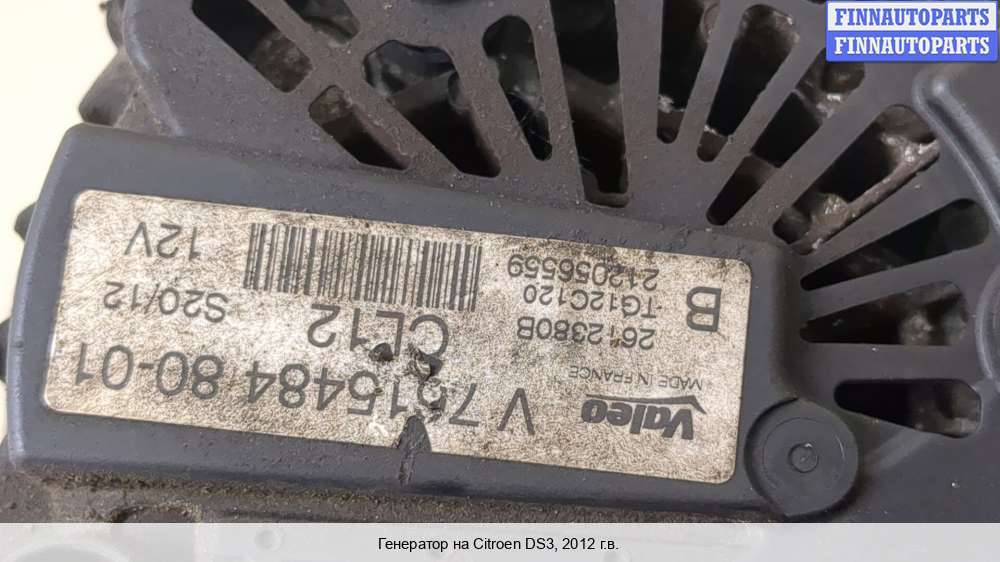 FINNAUTOPARTS
FINNAUTOPARTS
Valeo
MADE IN FRANCE
2612380B
TG12C120
212056559
B
V 7515484 80-01
CL12
S20/12
12V
Генератор на Citroen DS3, 2012 г.в.